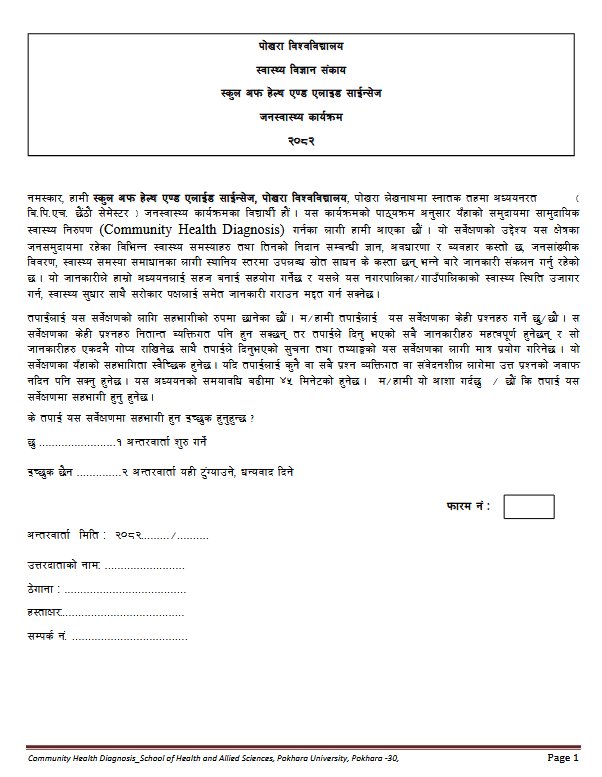 पोखरा विश्वविद्यालय
स्वास्थ्य विज्ञान संकाय
स्कुल अफ हेल्थ एण्ड एलाइड साईन्सेज
जनस्वास्थ्य कार्यक्रम
२०८२
नमस्कार, हामी स्कुल अफ हेल्थ एण्ड एलाईड साईन्सेज, पोखरा विश्वविद्यालय, पोखरा लेखनाथमा स्नातक तहमा अध्ययनरत (
बि.पि.एच. छैठौ सेमेस्टर ) जनस्वास्थ्य कार्यक्रमका विद्यार्थी हौं । यस कार्यक्रमको पाठ्यक्रम अनुसार यँहाको समुदायमा सामुदायिक
स्वास्थ्य निरुपण (Community Health Diagnosis) गर्नका लागी हामी आएका छौं । यो सर्वेक्षणको उद्देश्य यस क्षेत्रका
जनसमुदायमा रहेका विभिन्न स्वास्थ्य समस्याहरु तथा तिनको निदान सम्बन्धी ज्ञान, अवधारणा र ब्यवहार कस्तो छ, जनसांख्यीक
विवरण, स्वास्थ्य समस्या समाधानका लागी स्थानिय स्तरमा उपलब्ध स्रोत साधन के कस्ता छन् भन्ने बारे जानकारी संकलन गर्नु रहेको
छ । यो जानकारीले हाम्रो अध्ययनलाई सहज बनाई सहयोग गर्नेछ र यसले यस नगरपालिका/गाउँपालिकाको स्वास्थ्य स्थिति उजागर
गर्न, स्वास्थ्य सुधार साथै सरोकार पक्षलाई समेत जानकारी गराउन मद्दत गर्न सक्नेछ ।
तपाईलाई यस सर्वेक्षणको लागि सहभागीको रुपमा छानेका छौं । म/हामी तपाईलाई यस सर्वेक्षणका केही प्रश्नहरु गर्ने छु/छौ । स
सर्वेक्षणका केही प्रश्नहरु नितान्त व्यक्तिगत पनि हुन सक्छन् तर तपाईले दिनु भएको सबै जानकारीहरु महत्वपूर्ण हुनेछन् र सो
जानकारीहरु एकदमै गोप्य राखिनेछ साथै तपाईले दिनुभएको सुचना तथा तथ्याङ्को यस सर्वेक्षणका लागी मात्र प्रयोग गरिनेछ । यो
सर्वेक्षणका यँहाको सहभागिता स्वैच्छिक हुनेछ । यदि तपाईलाई कुनै वा सबै प्रश्न व्यक्तिगत वा संवेदनशील लागेमा उत्त प्रश्नको जवाफ
नदिन पनि सक्नु हुनेछ । यस अध्ययनको समयावधि बढीमा ४५ मिनेटको हुनेछ । म/हामी यो आशा गर्दछु / छौं कि तपाई यस
सर्वेक्षणमा सहभागी हुनु हुनेछ ।
के तपाई यस सर्वेक्षणमा सहभागी हुन इच्छुक हुनुहुन्छ ?
छु ........................१ अन्तरवार्ता शुरु गर्ने
इच्छुक छैन ..............२ अन्तरवार्ता यही टुंग्याउने, धन्यवाद दिने
फारम नं :
अन्तरवार्ता मिति : २०८२........./..........
उत्तरदाताको नाम: .........................
ठेगाना : ......................................
हस्ताक्षर.......................................
सम्पर्क नं. ....................................
Community Health Diagnosis_School of Health and Allied Sciences, Pokhara University, Pokhara -30, Page 1